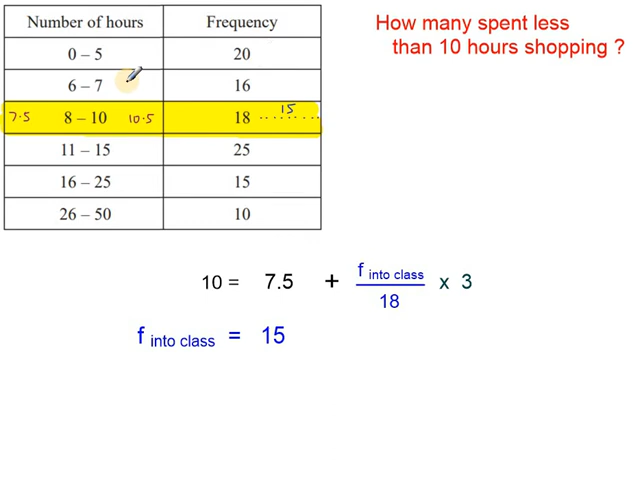 Number of hours Frequency
How many spent less
than 10 hours shopping ?
0 – 5 20
6 – 7 16
7.5 8 – 10 10.5 18 ......... 15
11 – 15 25
16 – 25 15
26 – 50 10
10 = 7.5 + f into class / 18 x 3
f into class = 15